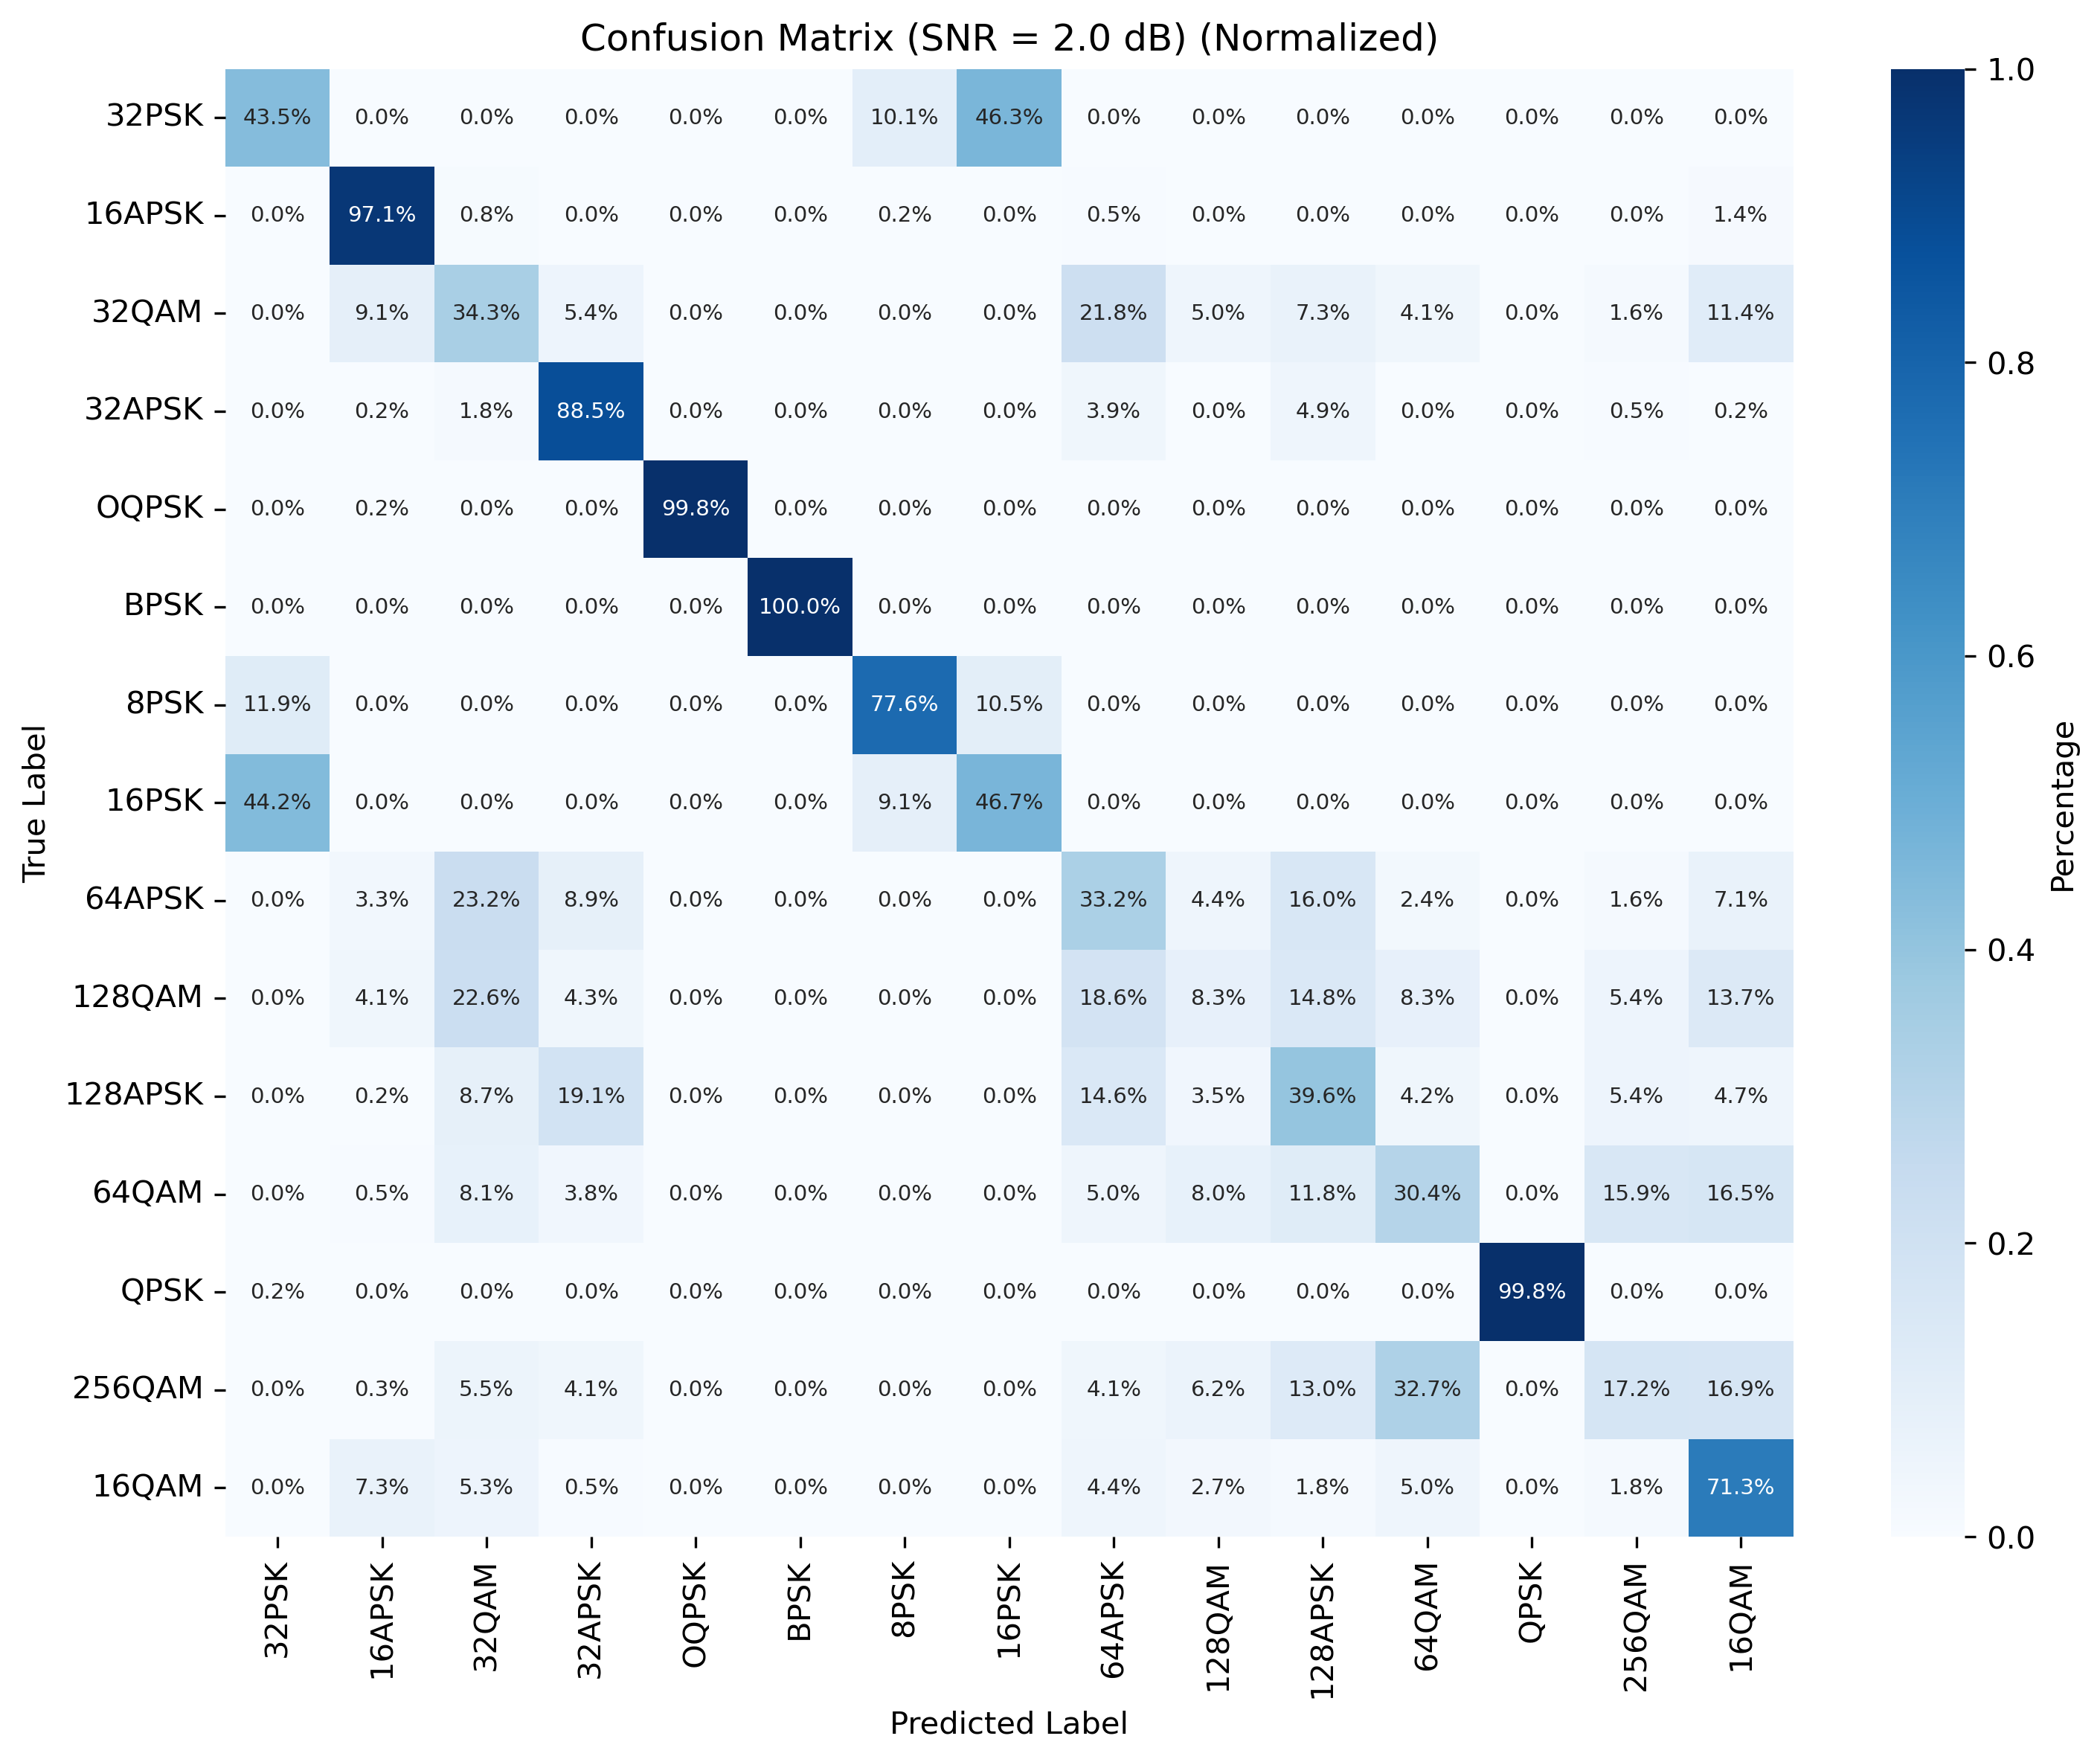 Confusion Matrix (SNR = 2.0 dB) (Normalized)
True Label
32PSK 43.5% 0.0% 0.0% 0.0% 0.0% 0.0% 10.1% 46.3% 0.0% 0.0% 0.0% 0.0% 0.0% 0.0% 0.0%
16APSK 0.0% 97.1% 0.8% 0.0% 0.0% 0.0% 0.2% 0.0% 0.5% 0.0% 0.0% 0.0% 0.0% 0.0% 1.4%
32QAM 0.0% 9.1% 34.3% 5.4% 0.0% 0.0% 0.0% 0.0% 21.8% 5.0% 7.3% 4.1% 0.0% 1.6% 11.4%
32APSK 0.0% 0.2% 1.8% 88.5% 0.0% 0.0% 0.0% 0.0% 3.9% 0.0% 4.9% 0.0% 0.0% 0.5% 0.2%
OQPSK 0.0% 0.2% 0.0% 0.0% 99.8% 0.0% 0.0% 0.0% 0.0% 0.0% 0.0% 0.0% 0.0% 0.0% 0.0%
BPSK 0.0% 0.0% 0.0% 0.0% 0.0% 100.0% 0.0% 0.0% 0.0% 0.0% 0.0% 0.0% 0.0% 0.0% 0.0%
8PSK 11.9% 0.0% 0.0% 0.0% 0.0% 0.0% 77.6% 10.5% 0.0% 0.0% 0.0% 0.0% 0.0% 0.0% 0.0%
16PSK 44.2% 0.0% 0.0% 0.0% 0.0% 0.0% 9.1% 46.7% 0.0% 0.0% 0.0% 0.0% 0.0% 0.0% 0.0%
64APSK 0.0% 3.3% 23.2% 8.9% 0.0% 0.0% 0.0% 0.0% 33.2% 4.4% 16.0% 2.4% 0.0% 1.6% 7.1%
128QAM 0.0% 4.1% 22.6% 4.3% 0.0% 0.0% 0.0% 0.0% 18.6% 8.3% 14.8% 8.3% 0.0% 5.4% 13.7%
128APSK 0.0% 0.2% 8.7% 19.1% 0.0% 0.0% 0.0% 0.0% 14.6% 3.5% 39.6% 4.2% 0.0% 5.4% 4.7%
64QAM 0.0% 0.5% 8.1% 3.8% 0.0% 0.0% 0.0% 0.0% 5.0% 8.0% 11.8% 30.4% 0.0% 15.9% 16.5%
QPSK 0.2% 0.0% 0.0% 0.0% 0.0% 0.0% 0.0% 0.0% 0.0% 0.0% 0.0% 0.0% 99.8% 0.0% 0.0%
256QAM 0.0% 0.3% 5.5% 4.1% 0.0% 0.0% 0.0% 0.0% 4.1% 6.2% 13.0% 32.7% 0.0% 17.2% 16.9%
16QAM 0.0% 7.3% 5.3% 0.5% 0.0% 0.0% 0.0% 0.0% 4.4% 2.7% 1.8% 5.0% 0.0% 1.8% 71.3%
32PSK 16APSK 32QAM 32APSK OQPSK BPSK 8PSK 16PSK 64APSK 128QAM 128APSK 64QAM QPSK 256QAM 16QAM
Predicted Label
1.0
0.8
0.6
0.4
0.2
0.0
Percentage